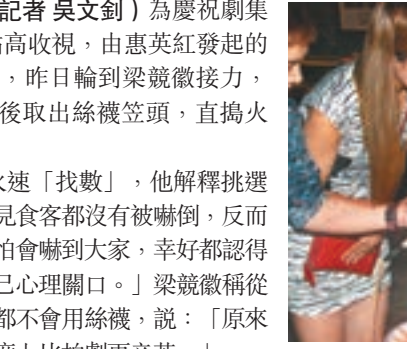 記者 吳文釗）為慶祝劇集
高收視，由惠英紅發起的
，昨日輪到梁競徽接力，
後取出絲襪笠頭，直搗火
速「找數」，他解釋挑選
見食客都沒有被嚇倒，反而
怕會嚇到大家，幸好都認得
己心理關口。」梁競徽稱從
都不會用絲襪，說：「原來